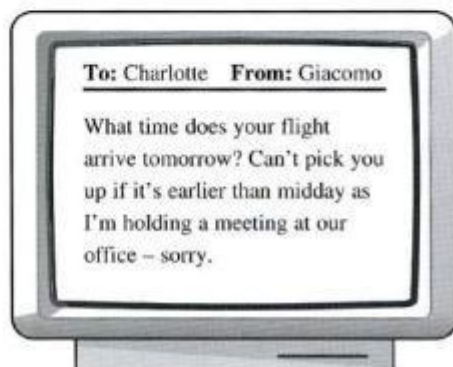 To: Charlotte From: Giacomo
What time does your flight
arrive tomorrow? Can't pick you
up if it's earlier than midday as
I'm holding a meeting at our
office – sorry.